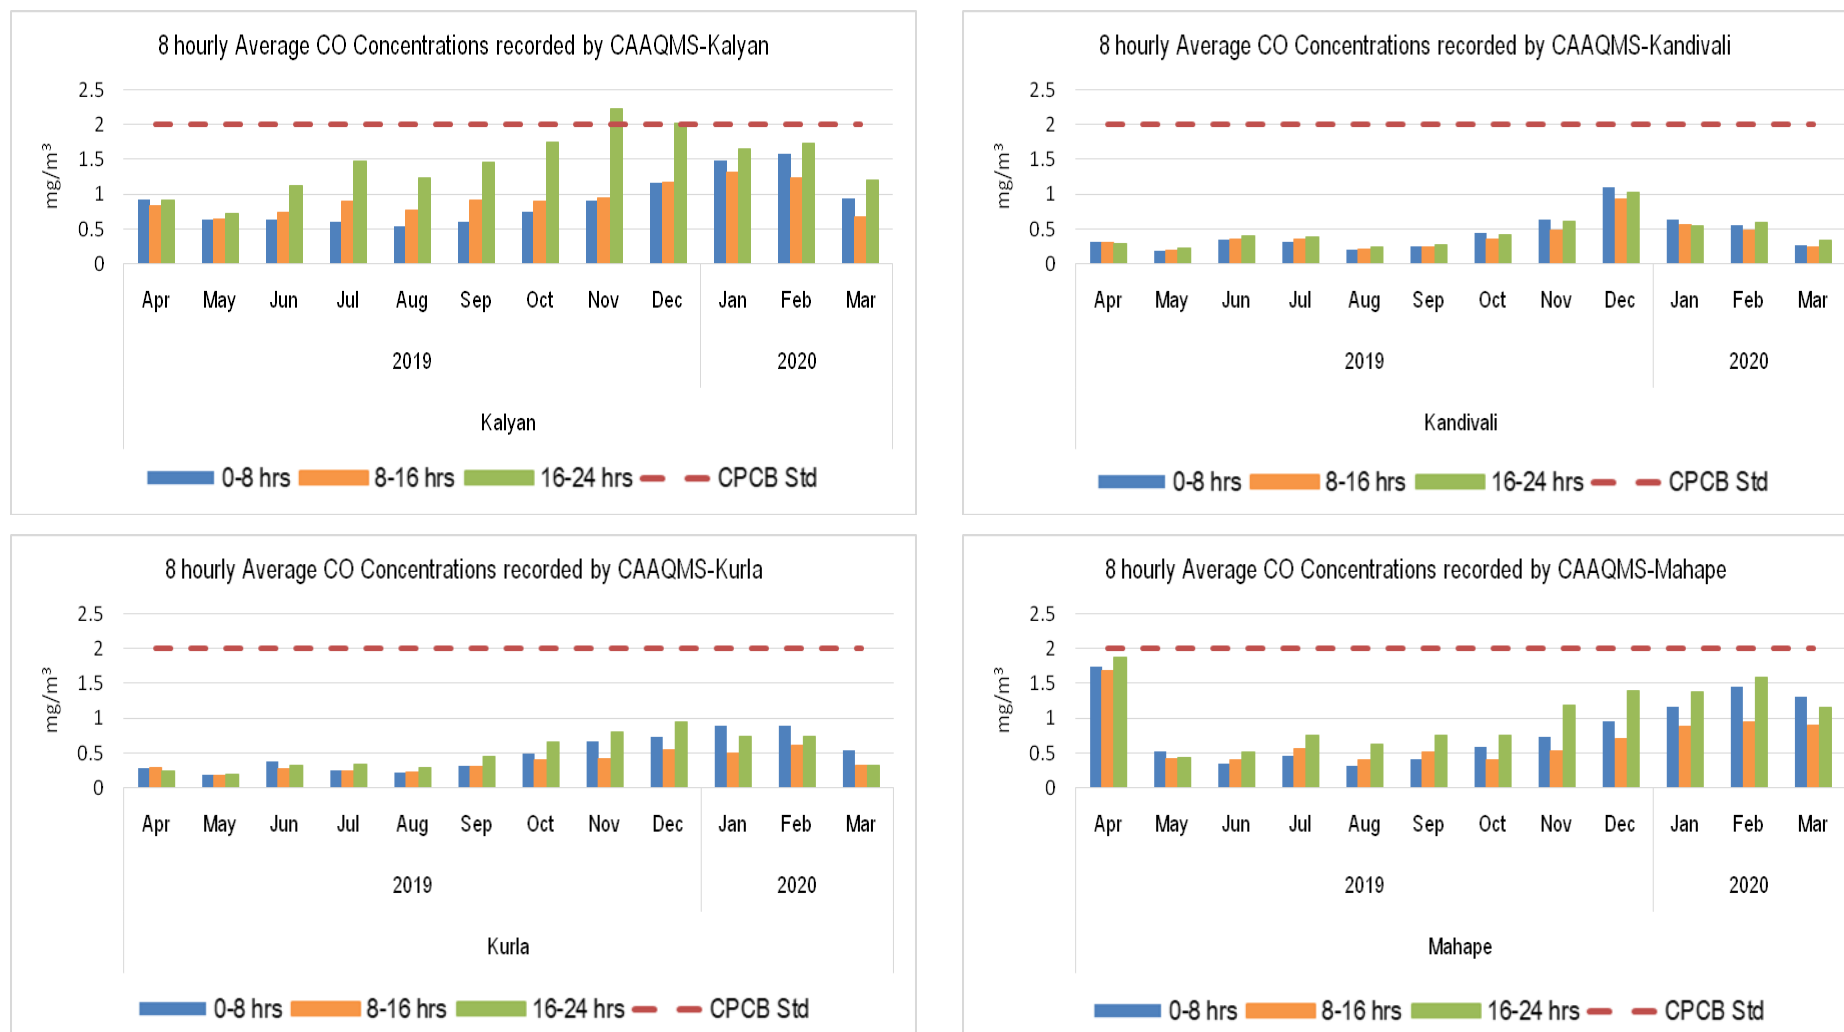 8 hourly Average CO Concentrations recorded by CAAQMS-Kalyan
2.5
2
1.5
1
0.5
0
mg/m³
Apr May Jun Jul Aug Sep Oct Nov Dec Jan Feb Mar
2019 2020
Kalyan
0-8 hrs 8-16 hrs 16-24 hrs CPCB Std
8 hourly Average CO Concentrations recorded by CAAQMS-Kandivali
2.5
2
1.5
1
0.5
0
mg/m³
Apr May Jun Jul Aug Sep Oct Nov Dec Jan Feb Mar
2019 2020
Kandivali
0-8 hrs 8-16 hrs 16-24 hrs CPCB Std
8 hourly Average CO Concentrations recorded by CAAQMS-Kurla
2.5
2
1.5
1
0.5
0
mg/m³
Apr May Jun Jul Aug Sep Oct Nov Dec Jan Feb Mar
2019 2020
Kurla
0-8 hrs 8-16 hrs 16-24 hrs CPCB Std
8 hourly Average CO Concentrations recorded by CAAQMS-Mahape
2.5
2
1.5
1
0.5
0
mg/m³
Apr May Jun Jul Aug Sep Oct Nov Dec Jan Feb Mar
2019 2020
Mahape
0-8 hrs 8-16 hrs 16-24 hrs CPCB Std